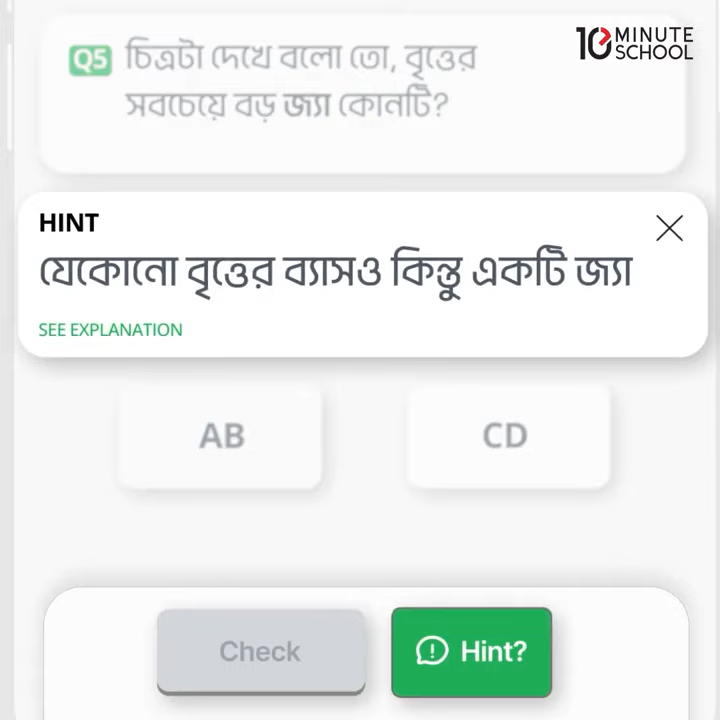 10 MINUTE
SCHOOL
Q5 চিত্রটা দেখে বলো তো, বৃত্তের
সবচেয়ে বড় জ্যা কোনটি?
HINT
যেকোনো বৃত্তের ব্যাসও কিন্তু একটি জ্যা
SEE EXPLANATION
AB CD
Check Hint?